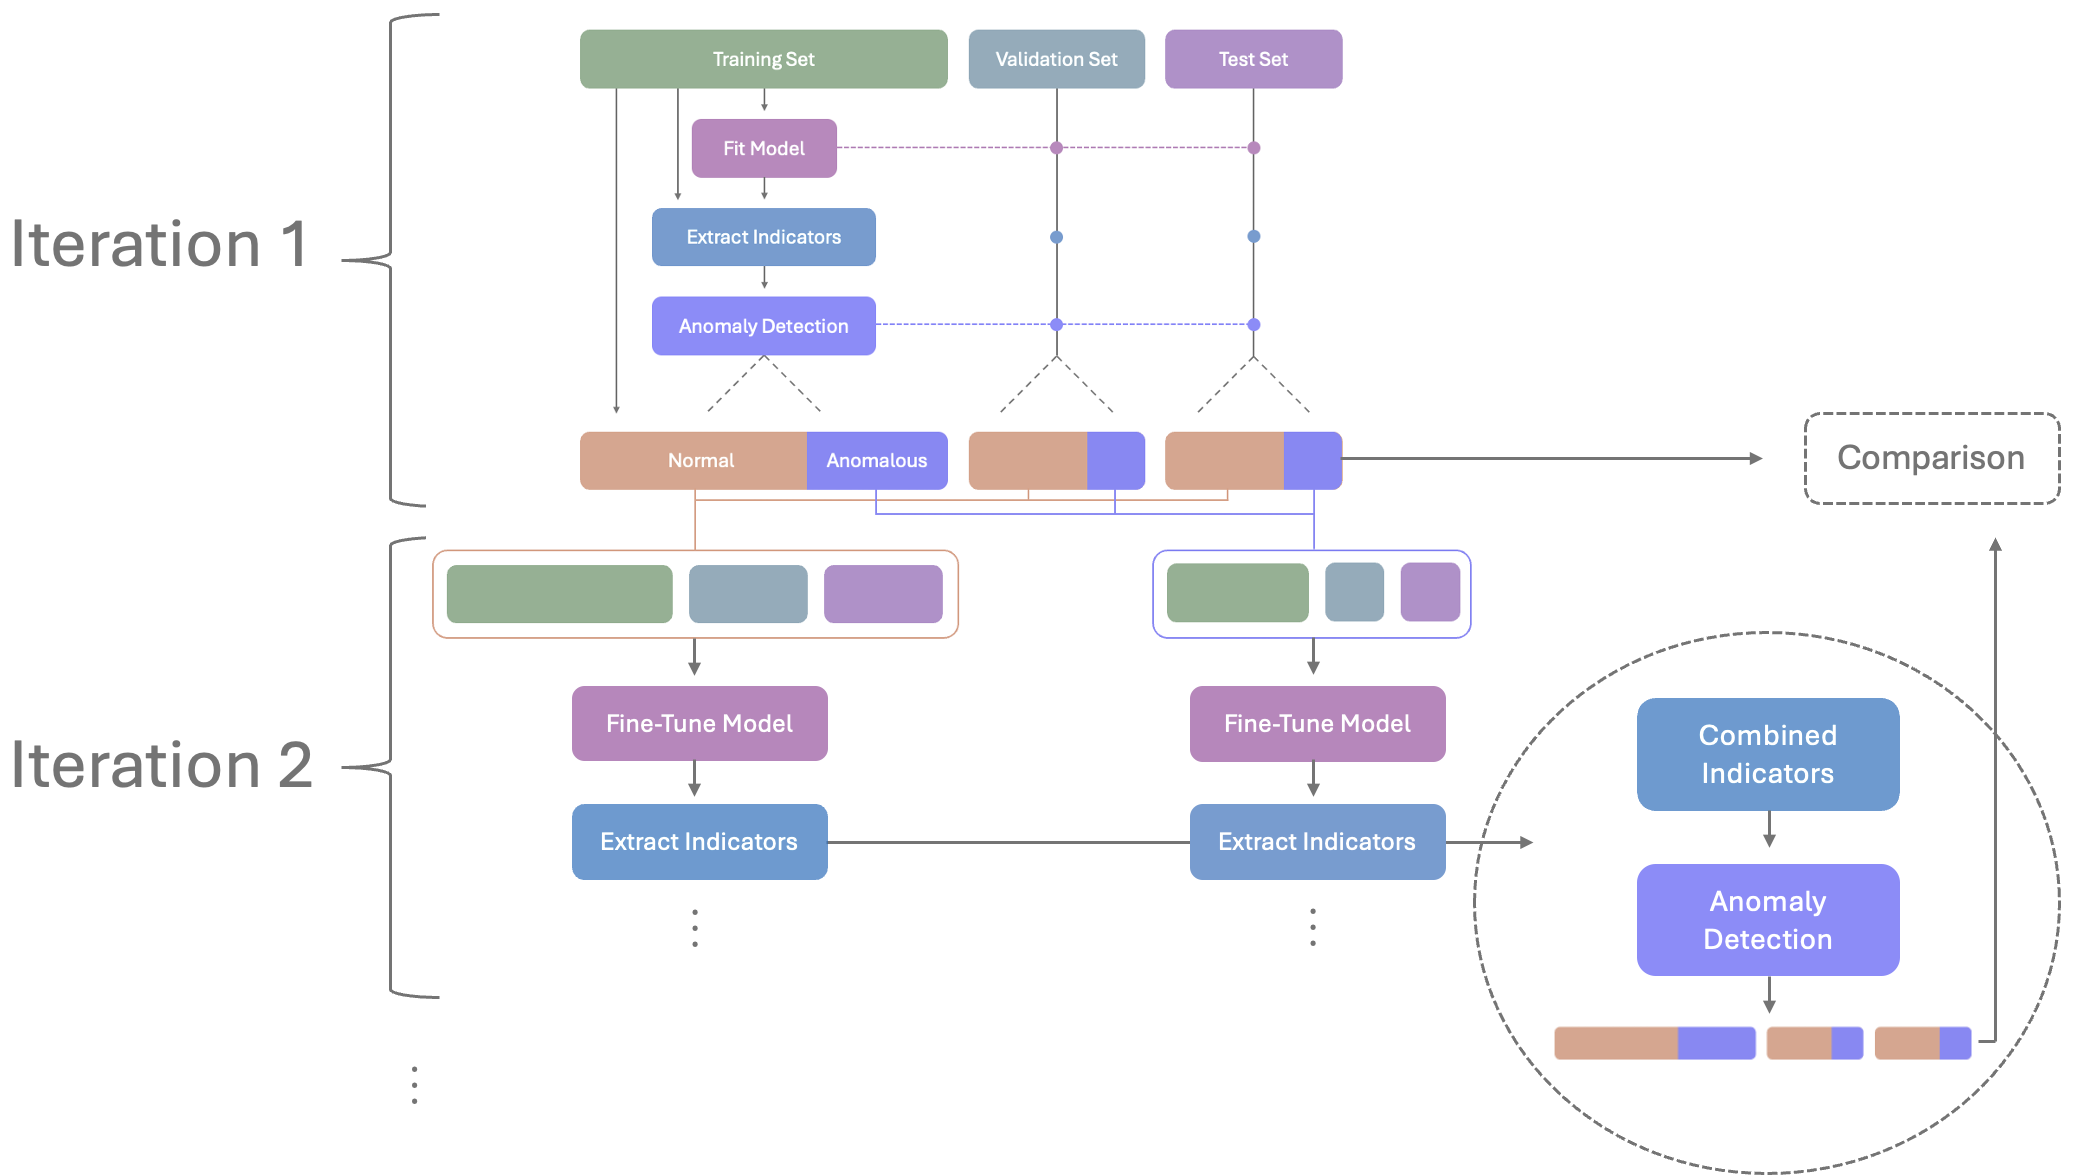 Training Set
Validation Set
Test Set
Fit Model
Iteration 1
Extract Indicators
Anomaly Detection
Normal
Anomalous
Comparison
Fine-Tune Model
Fine-Tune Model
Iteration 2
Extract Indicators
Extract Indicators
Combined
Indicators
Anomaly
Detection